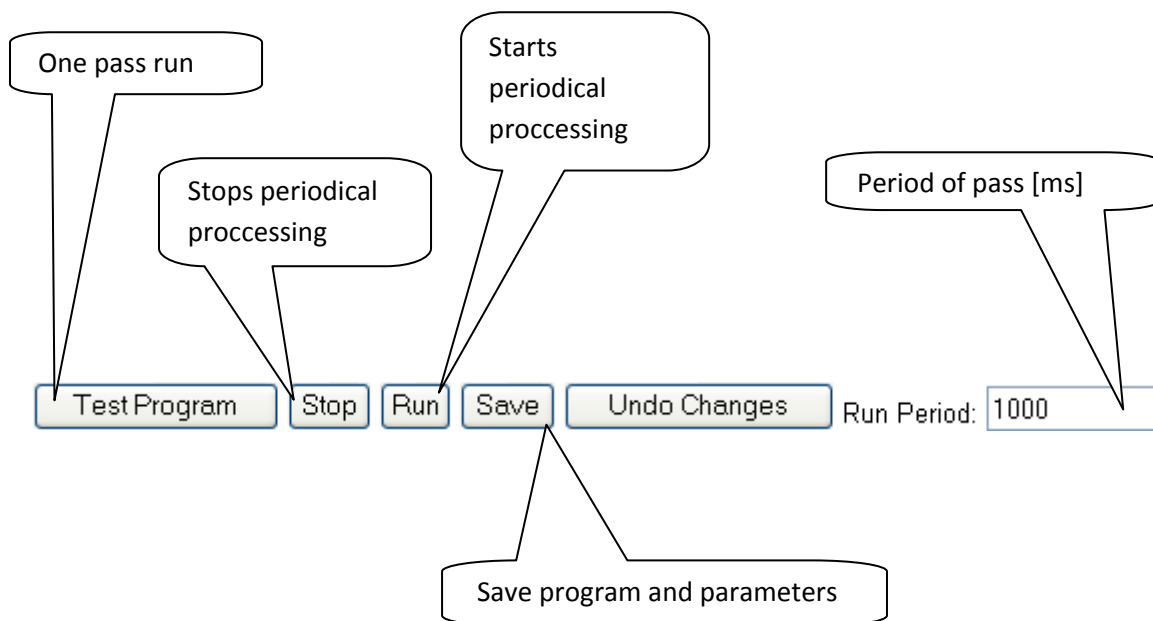 One pass run
Starts
periodical
proccessing
Stops periodical
proccessing
Period of pass [ms]
Test Program Stop Run Save Undo Changes Run Period: 1000
Save program and parameters